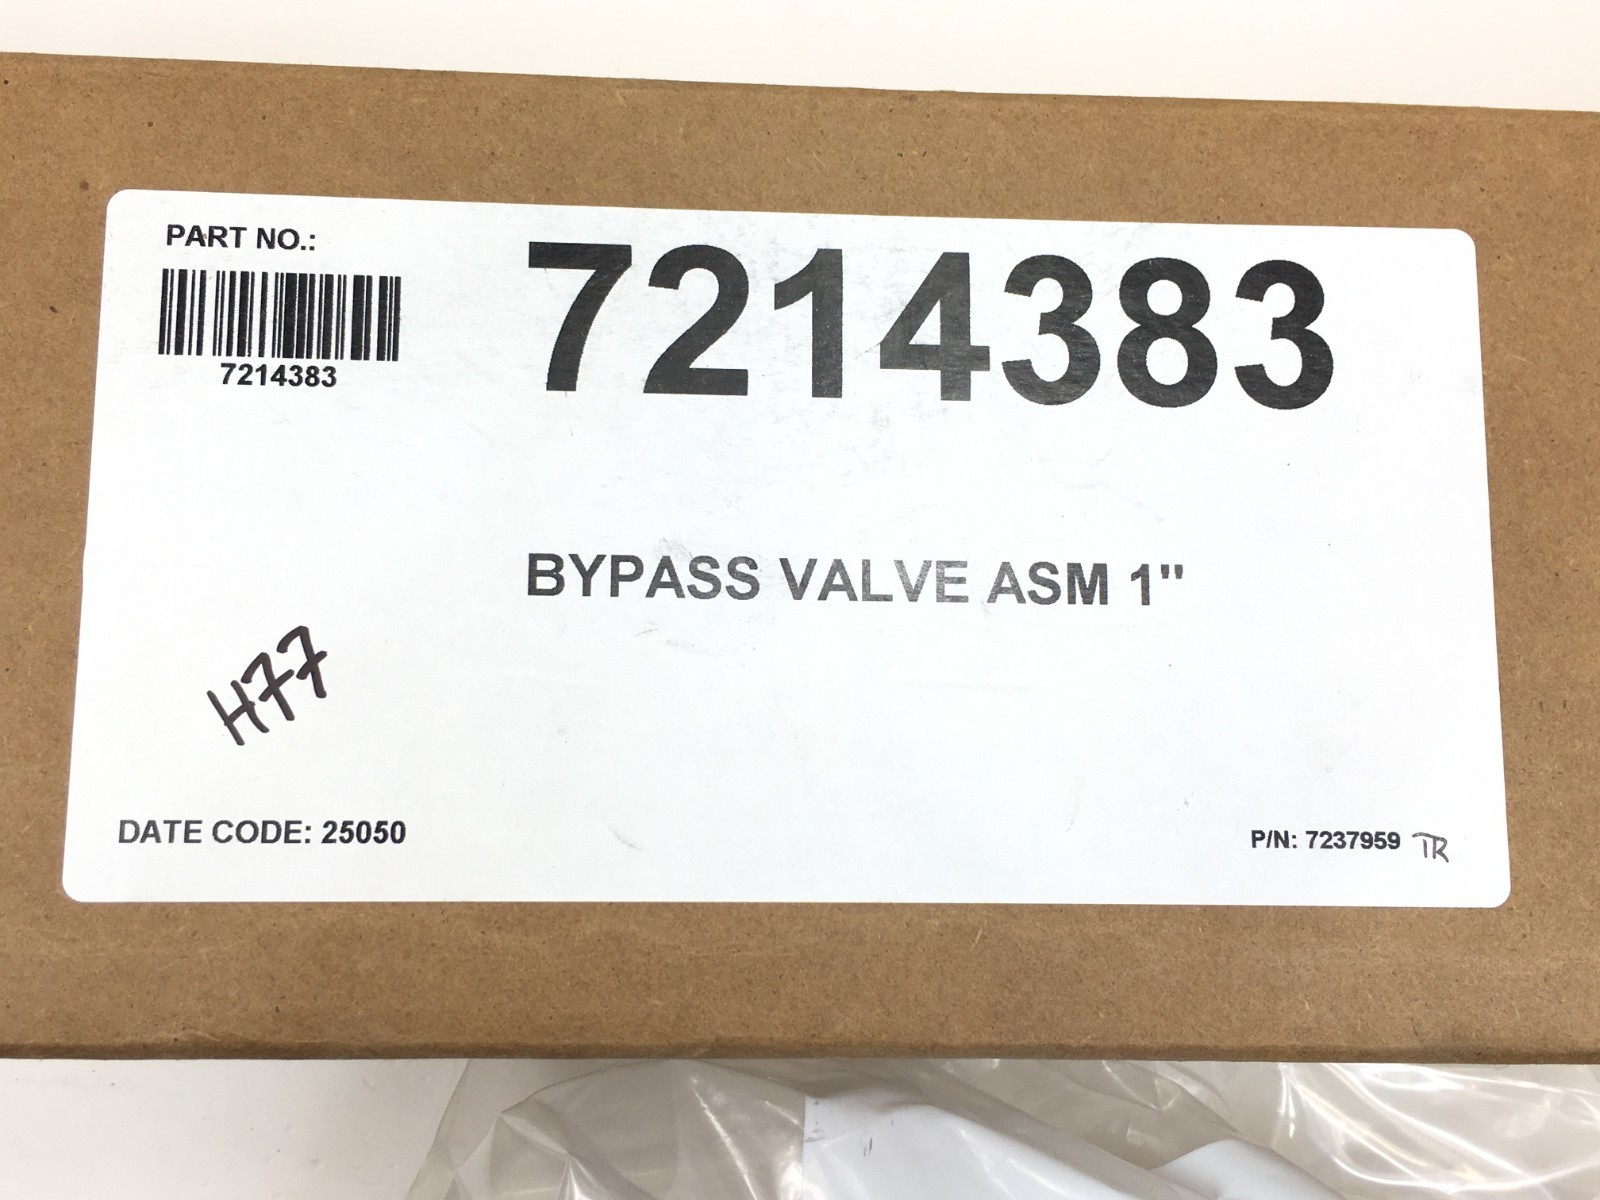 PART NO.:
7214383
7214383
BYPASS VALVE ASM 1"
H77
DATE CODE: 25050
P/N: 7237959 TR